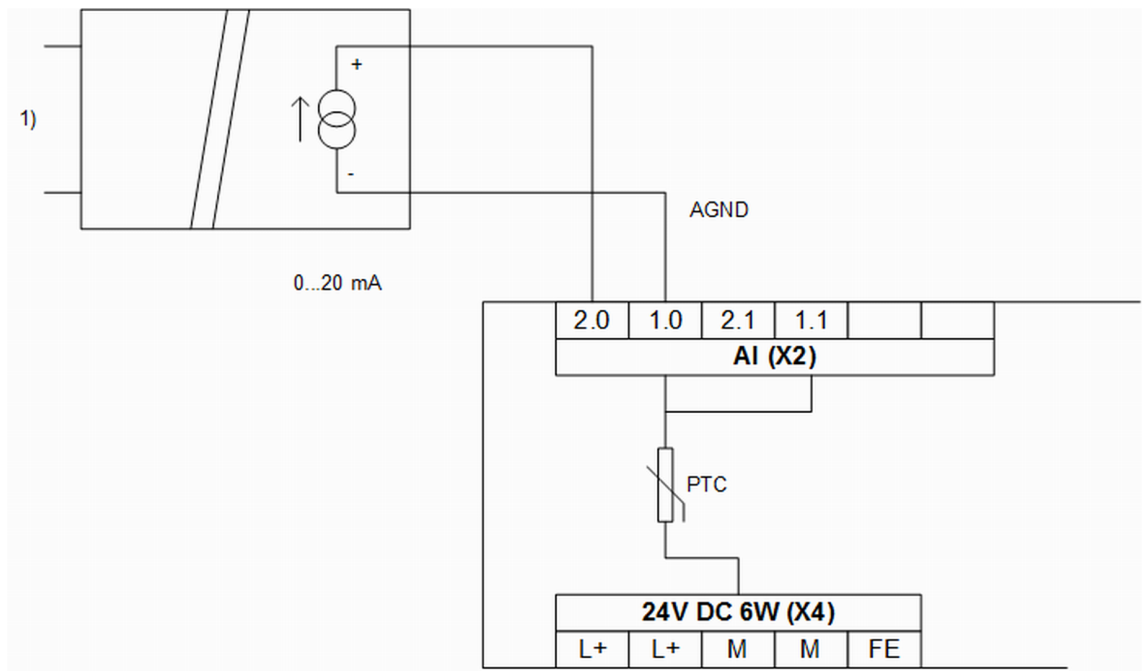 +
1)
-
AGND
0...20 mA
2.0 1.0 2.1 1.1
AI (X2)
PTC
24V DC 6W (X4)
L+ L+ M M FE